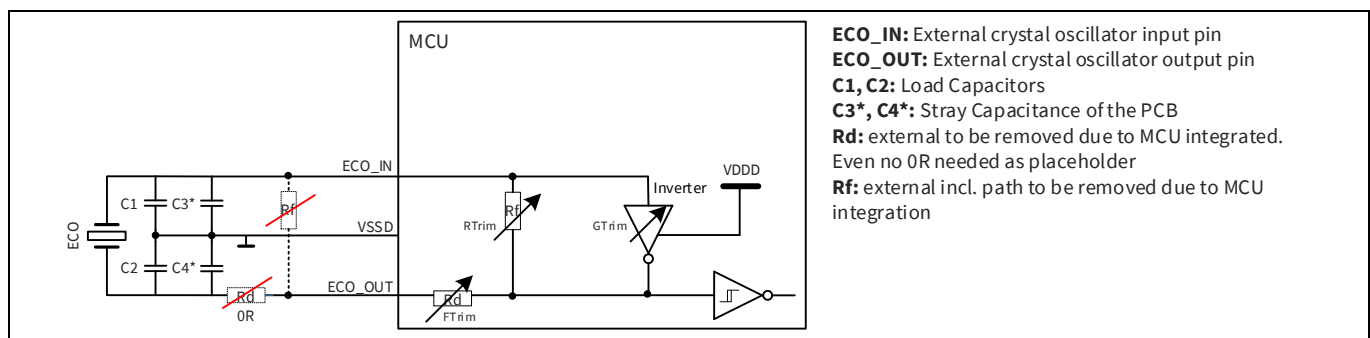 MCU
ECO_IN: External crystal oscillator input pin
ECO_OUT: External crystal oscillator output pin
C1, C2: Load Capacitors
C3*, C4*: Stray Capacitance of the PCB
Rd: external to be removed due to MCU integrated.
Even no 0R needed as placeholder
Rf: external incl. path to be removed due to MCU
integration
ECO_IN
VDDD
Inverter
C1
C3*
Rf
Rf
RTrim
GTrim
ECO
VSSD
C2
C4*
ECO_OUT
Rd
0R
Rd
FTrim